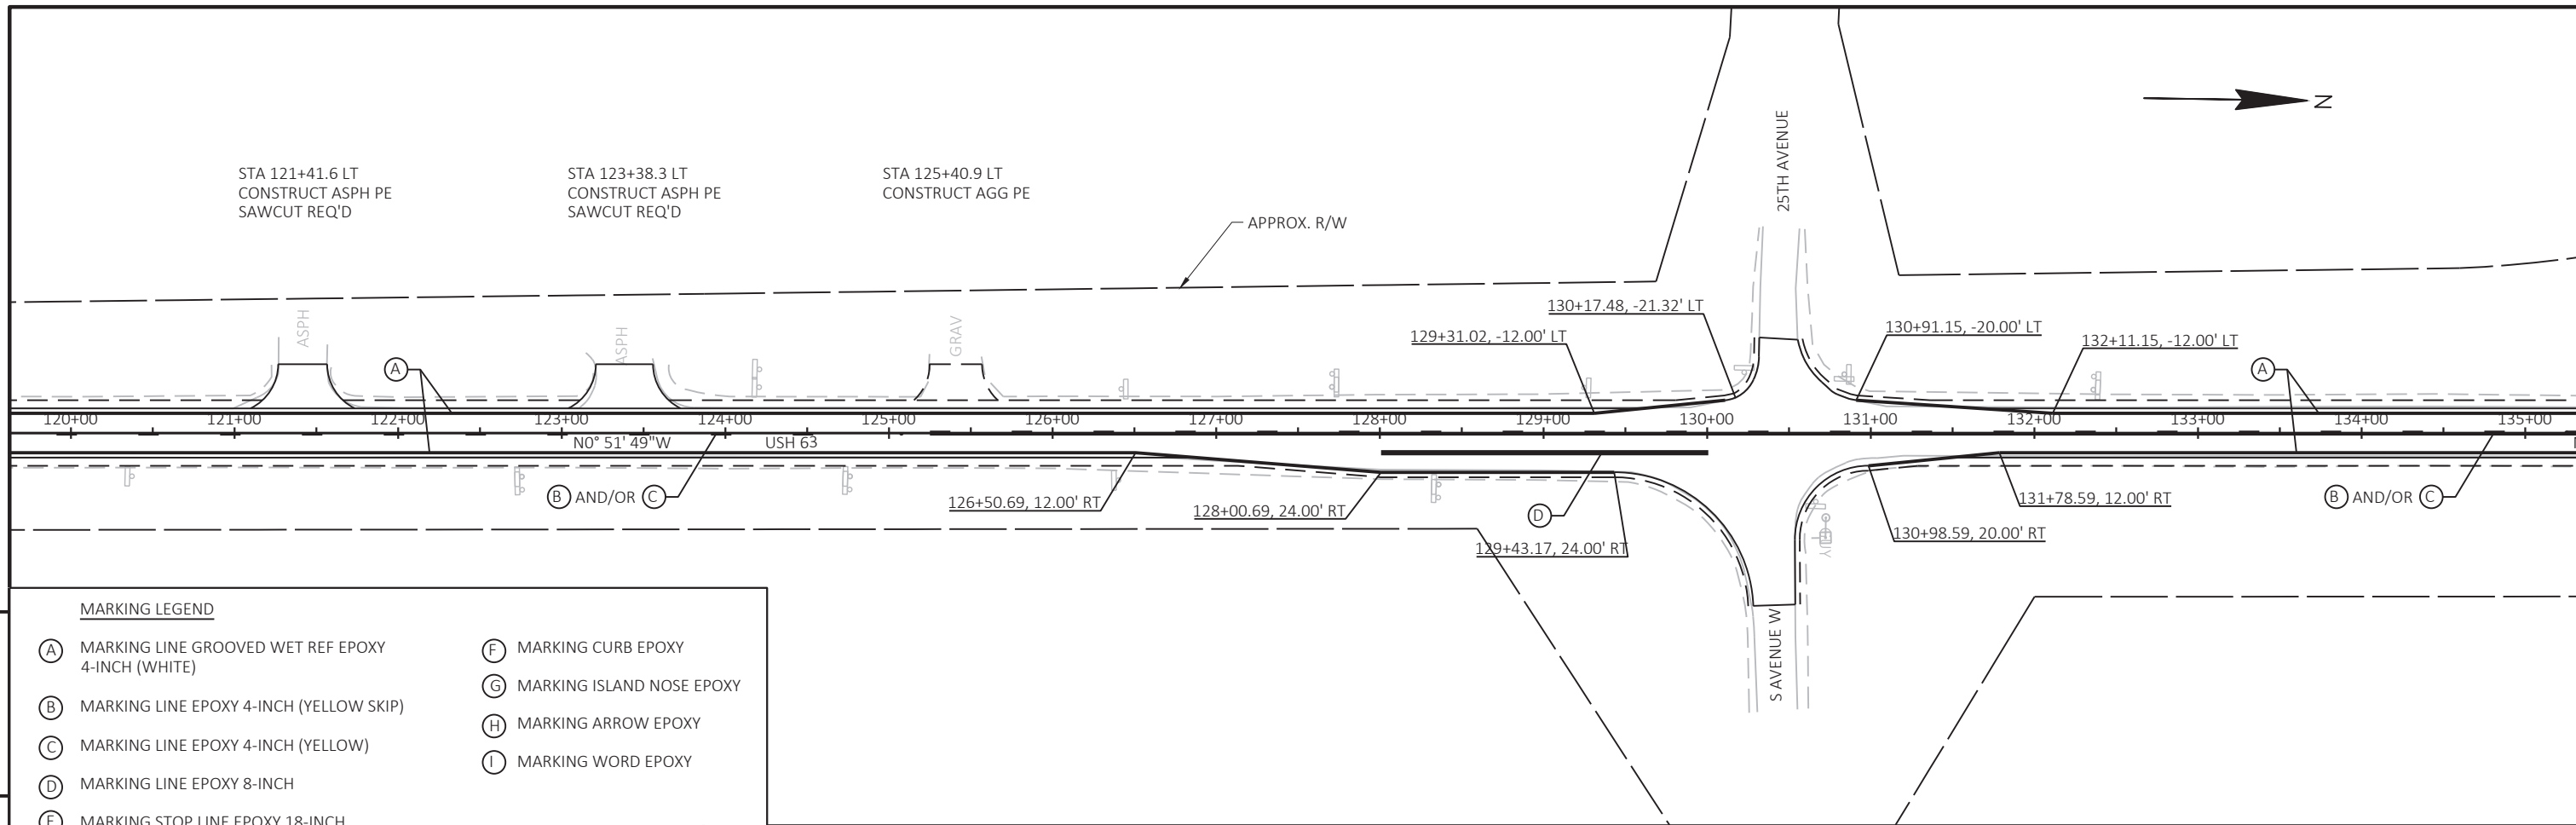 25TH AVENUE
N
STA 121+41.6 LT
CONSTRUCT ASPH PE
SAWCUT REQ'D
STA 123+38.3 LT
CONSTRUCT ASPH PE
SAWCUT REQ'D
STA 125+40.9 LT
CONSTRUCT AGG PE
APPROX. R/W
ASPH
ASPH
GRAV
130+17.48, -21.32' LT
129+31.02, -12.00' LT
130+91.15, -20.00' LT
132+11.15, -12.00' LT
A
A
120+00
121+00
122+00
123+00
124+00
125+00
126+00
127+00
128+00
129+00
130+00
131+00
132+00
133+00
134+00
135+00
N0° 51' 49"W
USH 63
B AND/OR C
126+50.69, 12.00' RT
128+00.69, 24.00' RT
D
129+43.17, 24.00' RT
131+78.59, 12.00' RT
130+98.59, 20.00' RT
B AND/OR C
S AVENUE W
MARKING LEGEND
A MARKING LINE GROOVED WET REF EPOXY
4-INCH (WHITE)
B MARKING LINE EPOXY 4-INCH (YELLOW SKIP)
C MARKING LINE EPOXY 4-INCH (YELLOW)
D MARKING LINE EPOXY 8-INCH
E MARKING STOP LINE EPOXY 18-INCH
F MARKING CURB EPOXY
G MARKING ISLAND NOSE EPOXY
H MARKING ARROW EPOXY
I MARKING WORD EPOXY